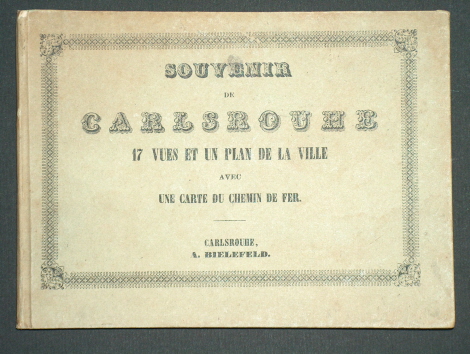 SOUVENIR
DE
CARLSROUHE
17 VUES ET UN PLAN DE LA VILLE
AVEC
UNE CARTE DU CHEMIN DE FER.
CARLSROUHE,
A. BIELEFELD.